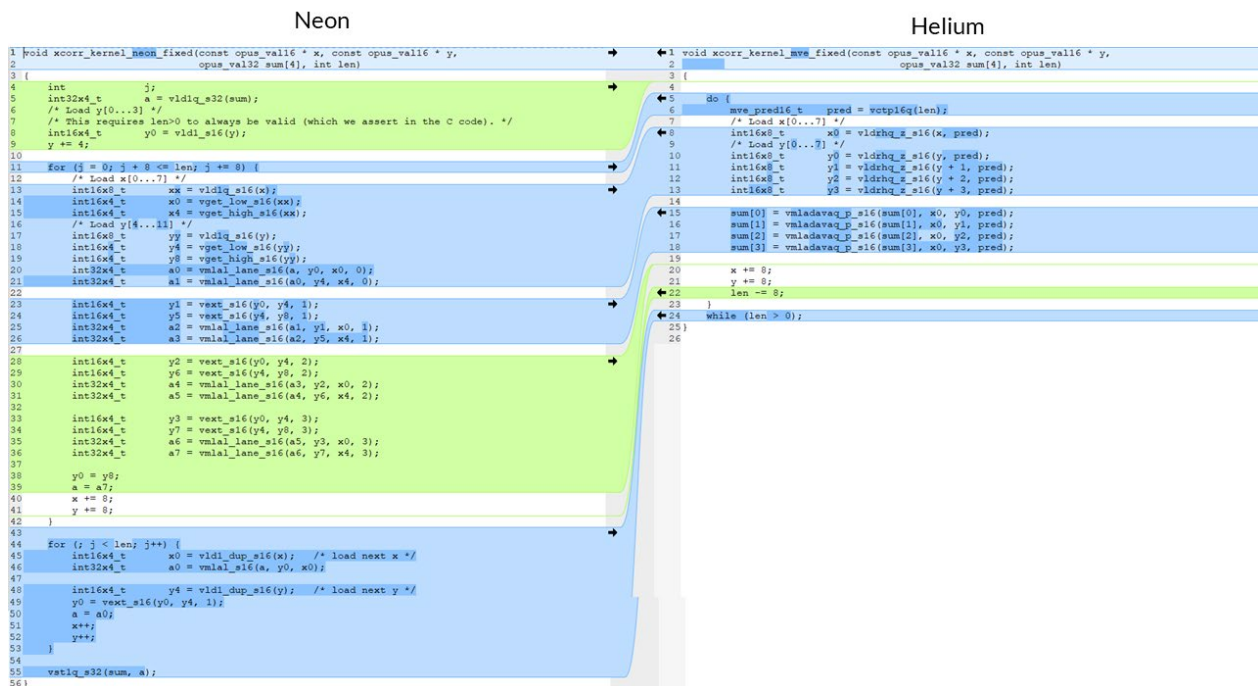 Neon
1 void xcorr_kernel_neon_fixed(const opus_val16 * x, const opus_val16 * y,
2 opus_val32 sum[4], int len)
3 {
4 int j;
5 int32x4_t a = vld1q_s32(sum);
6 /* Load y[0...3] */
7 /* This requires len>0 to always be valid (which we assert in the C code). */
8 int16x4_t y0 = vld1_s16(y);
9 y += 4;
10
11 for (j = 0; j + 8 <= len; j += 8) {
12 /* Load x[0...7] */
13 int16x8_t xx = vld1q_s16(x);
14 int16x4_t x0 = vget_low_s16(xx);
15 int16x4_t x4 = vget_high_s16(xx);
16 /* Load y[4...11] */
17 int16x8_t yy = vld1q_s16(y);
18 int16x4_t y4 = vget_low_s16(yy);
19 int16x4_t y8 = vget_high_s16(yy);
20 int32x4_t a0 = vmlal_lane_s16(a, y0, x0, 0);
21 int32x4_t a1 = vmlal_lane_s16(a0, y4, x4, 0);
22
23 int16x4_t y1 = vext_s16(y0, y4, 1);
24 int16x4_t y5 = vext_s16(y4, y8, 1);
25 int32x4_t a2 = vmlal_lane_s16(a1, y1, x0, 1);
26 int32x4_t a3 = vmlal_lane_s16(a2, y5, x4, 1);
27
28 int16x4_t y2 = vext_s16(y0, y4, 2);
29 int16x4_t y6 = vext_s16(y4, y8, 2);
30 int32x4_t a4 = vmlal_lane_s16(a3, y2, x0, 2);
31 int32x4_t a5 = vmlal_lane_s16(a4, y6, x4, 2);
32
33 int16x4_t y3 = vext_s16(y0, y4, 3);
34 int16x4_t y7 = vext_s16(y4, y8, 3);
35 int32x4_t a6 = vmlal_lane_s16(a5, y3, x0, 3);
36 int32x4_t a7 = vmlal_lane_s16(a6, y7, x4, 3);
37
38 y0 = y8;
39 a = a7;
40 x += 8;
41 y += 8;
42 }
43
44 for (; j < len; j++) {
45 int16x4_t x0 = vld1_dup_s16(x); /* load next x */
46 int32x4_t a0 = vmlal_s16(a, y0, x0);
47
48 int16x4_t y4 = vld1_dup_s16(y); /* load next y */
49 y0 = vext_s16(y0, y4, 1);
50 a = a0;
51 x++;
52 y++;
53 }
54
55 vst1q_s32(sum, a);
56 }
Helium
1 void xcorr_kernel_mve_fixed(const opus_val16 * x, const opus_val16 * y,
2 opus_val32 sum[4], int len)
3 {
4
5 do {
6 mve_pred16_t pred = vctp16q(len);
7 /* Load x[0...7] */
8 int16x8_t x0 = vldrhq_z_s16(x, pred);
9 /* Load y[0...7] */
10 int16x8_t y0 = vldrhq_z_s16(y, pred);
11 int16x8_t y1 = vldrhq_z_s16(y + 1, pred);
12 int16x8_t y2 = vldrhq_z_s16(y + 2, pred);
13 int16x8_t y3 = vldrhq_z_s16(y + 3, pred);
14
15 sum[0] = vmladavaq_p_s16(sum[0], x0, y0, pred);
16 sum[1] = vmladavaq_p_s16(sum[1], x0, y1, pred);
17 sum[2] = vmladavaq_p_s16(sum[2], x0, y2, pred);
18 sum[3] = vmladavaq_p_s16(sum[3], x0, y3, pred);
19
20 x += 8;
21 y += 8;
22 len -= 8;
23 }
24 while (len > 0);
25 }
26